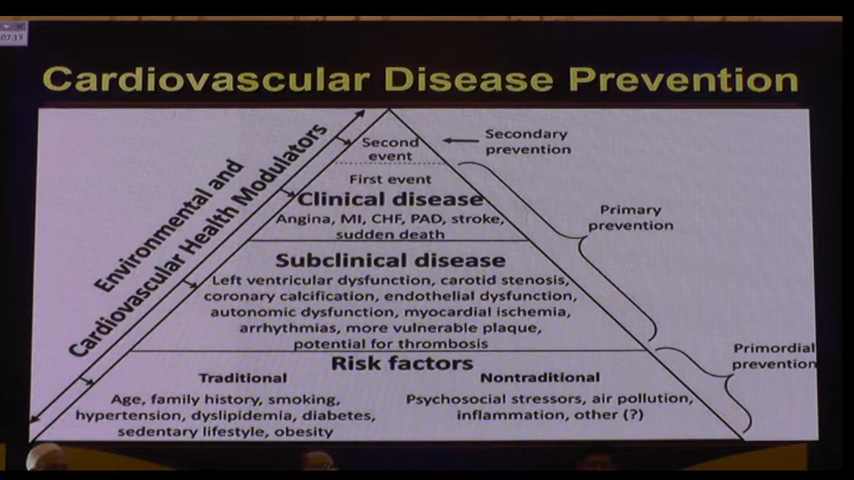 07:15
Cardiovascular Disease Prevention
Environmental and
Cardiovascular Health Modulators
Second
event
Secondary
prevention
First event
Clinical disease
Angina, MI, CHF, PAD, stroke,
sudden death
Primary
prevention
Subclinical disease
Left ventricular dysfunction, carotid stenosis,
coronary calcification, endothelial dysfunction,
autonomic dysfunction, myocardial ischemia,
arrhythmias, more vulnerable plaque,
potential for thrombosis
Primordial
prevention
Risk factors
Traditional
Age, family history, smoking,
hypertension, dyslipidemia, diabetes,
sedentary lifestyle, obesity
Nontraditional
Psychosocial stressors, air pollution,
inflammation, other (?)